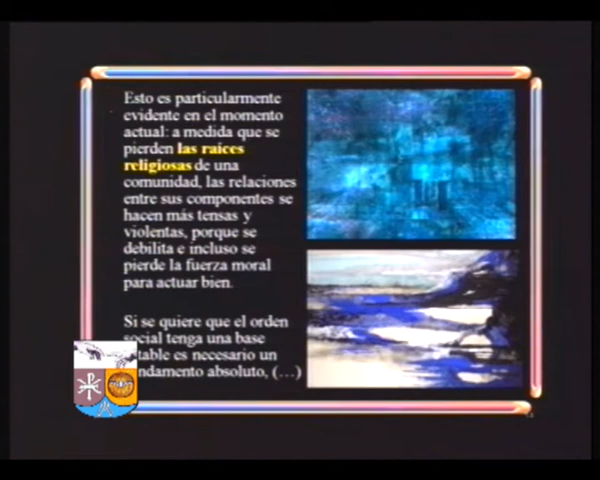 Esto es particularmente
evidente en el momento
actual: a medida que se
pierden las raíces
religiosas de una
comunidad, las relaciones
entre sus componentes se
hacen más tensas y
violentas, porque se
debilita e incluso se
pierde la fuerza moral
para actuar bien.
Si se quiere que el orden
social tenga una base
table es necesario un
ndamento absoluto, (…)